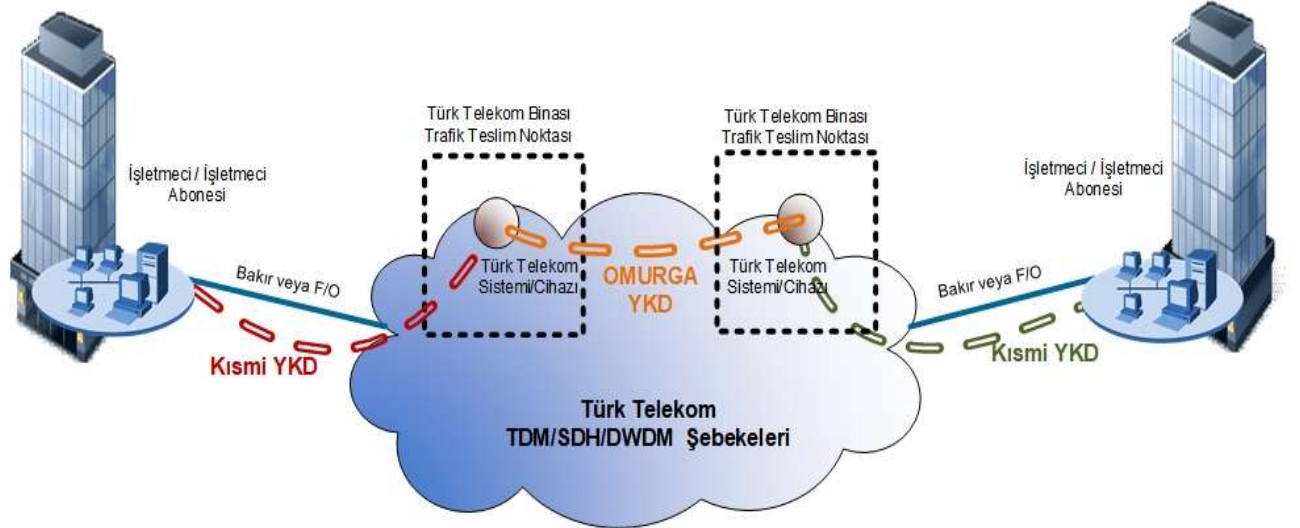 Türk Telekom Binası
Trafik Teslim Noktası
Türk Telekom Binası
Trafik Teslim Noktası
İşletmeci / İşletmeci
Abonesi
İşletmeci / İşletmeci
Abonesi
Bakır veya F/O
Türk Telekom
Sistemi/Cihazı
OMURGA
YKD
Türk Telekom
Sistemi/Cihazı
Bakır veya F/O
Kısmi YKD
Kısmi YKD
Türk Telekom
TDM/SDH/DWDM Şebekeleri